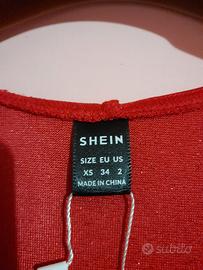 SHEIN
SIZE EU US
XS 34 2
MADE IN CHINA
subito